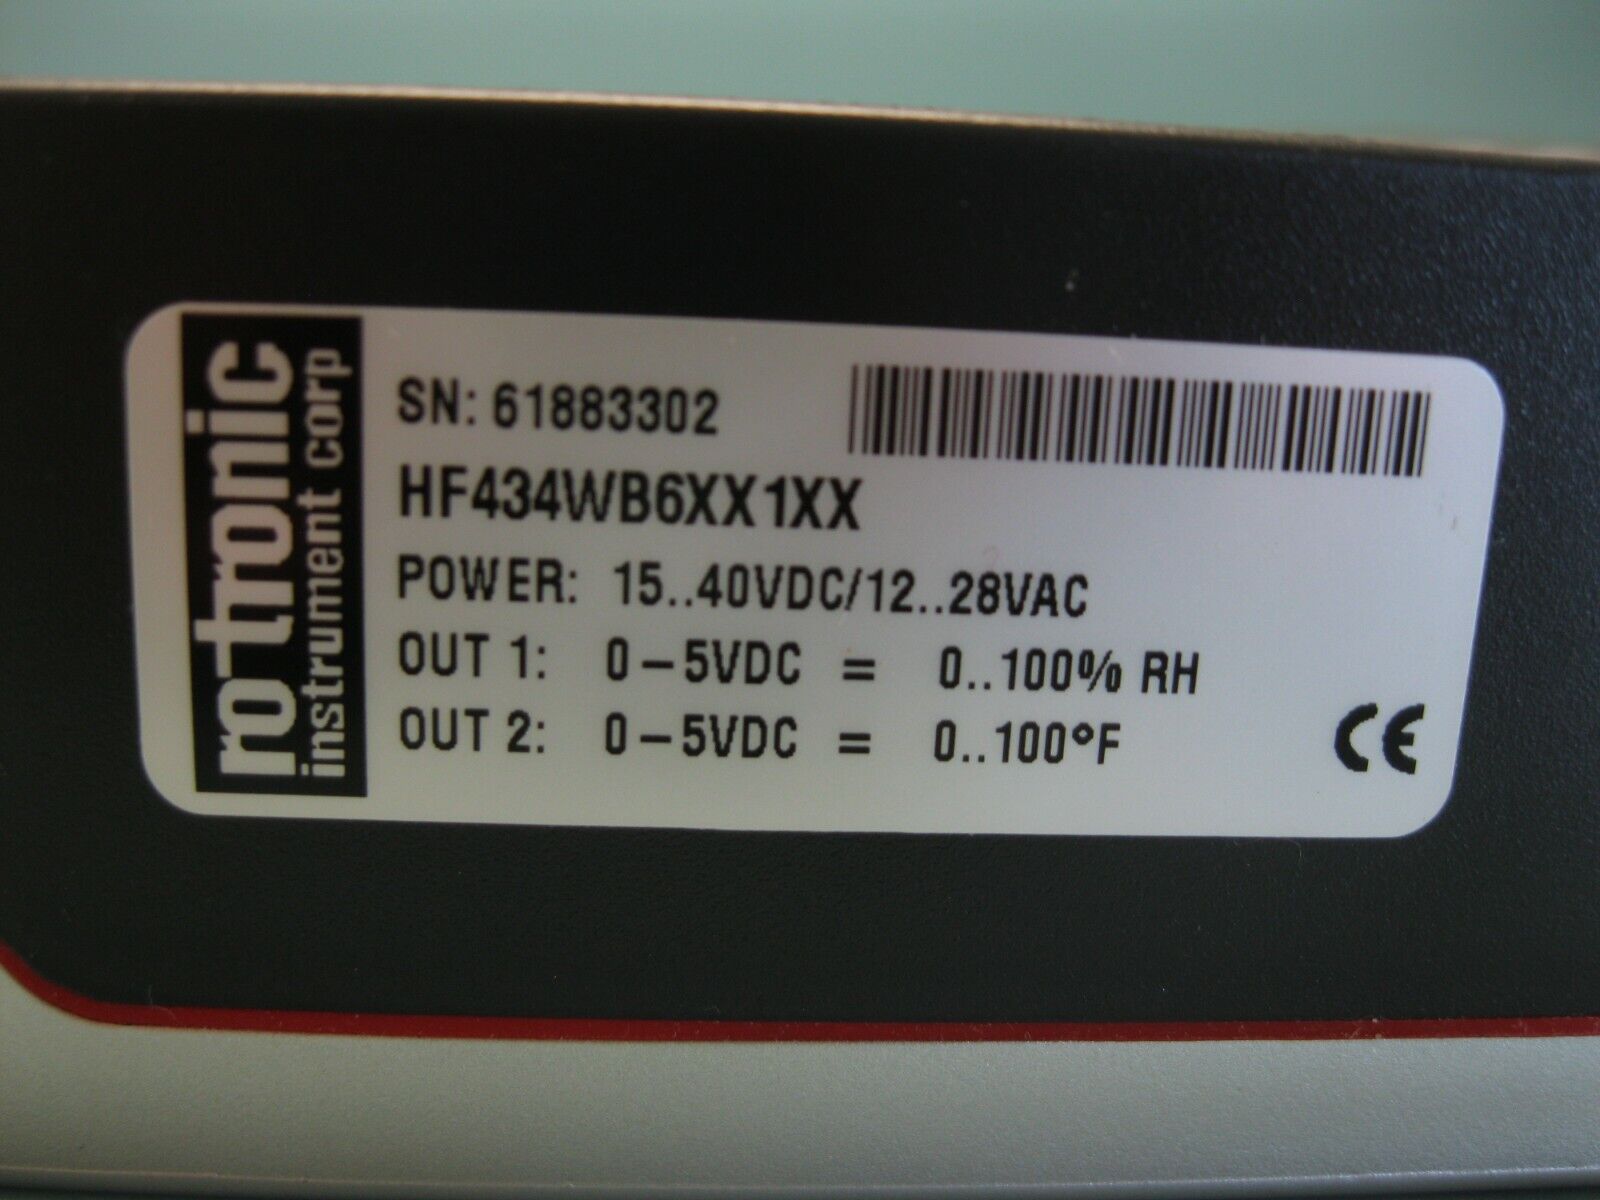 rotronic
instrument corp
SN: 61883302
HF434WB6XX1XX
POWER: 15..40VDC/12..28VAC
OUT 1: 0-5VDC = 0..100% RH
OUT 2: 0-5VDC = 0..100°F
CE